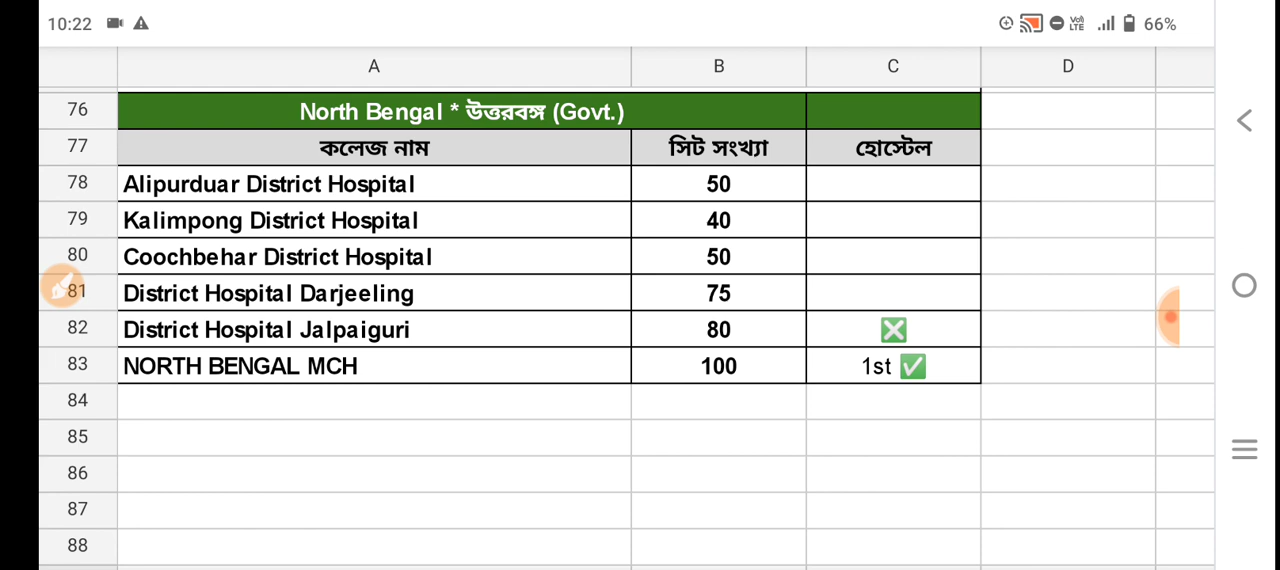 10:22 Vo) LTE 66%
A B C D
76 North Bengal * উত্তরবঙ্গ (Govt.)
77 কলেজ নাম সিট সংখ্যা হোস্টেল
78 Alipurduar District Hospital 50
79 Kalimpong District Hospital 40
80 Coochbehar District Hospital 50
81 District Hospital Darjeeling 75
82 District Hospital Jalpaiguri 80 ❎
83 NORTH BENGAL MCH 100 1st ✅
84
85
86
87
88